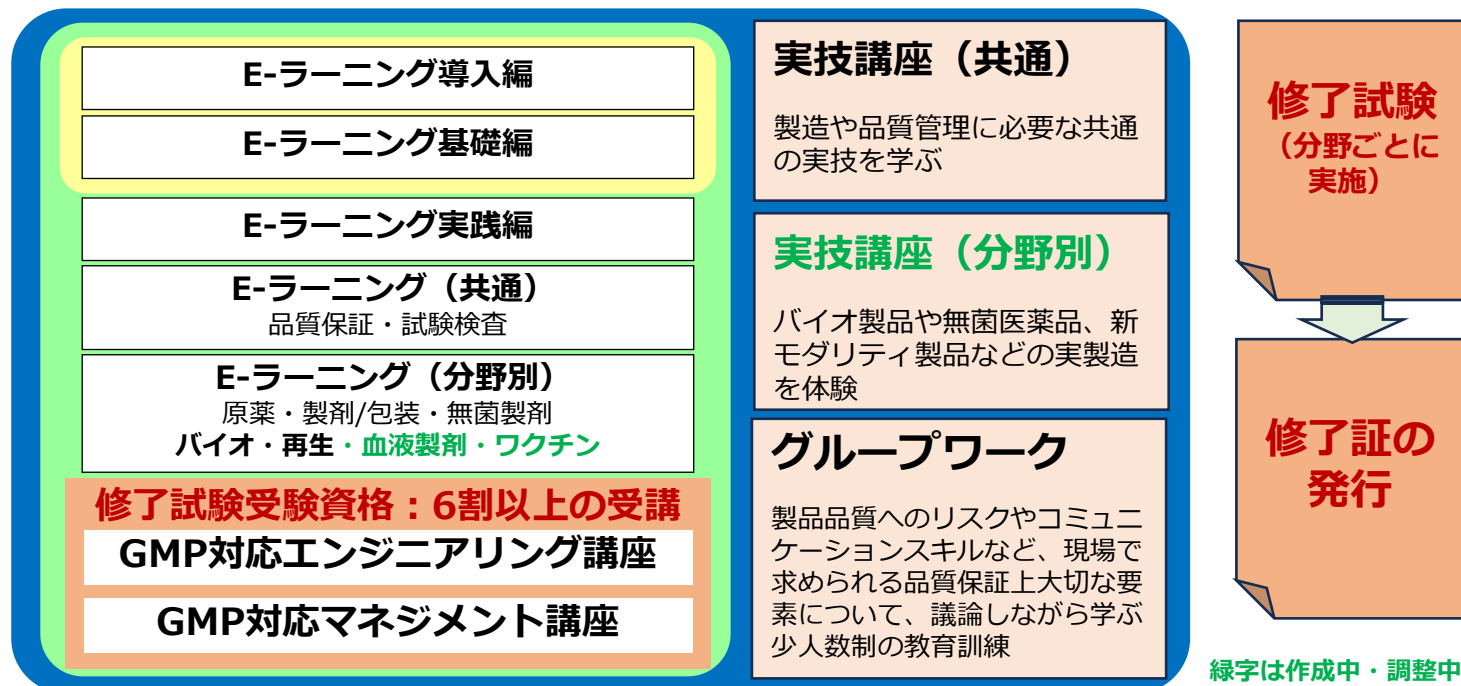 E-ラーニング導入編
E-ラーニング基礎編
E-ラーニング実践編
E-ラーニング（共通）
品質保証・試験検査
E-ラーニング（分野別）
原薬・製剤/包装・無菌製剤
バイオ・再生・血液製剤・ワクチン
修了試験受験資格：6割以上の受講
GMP対応エンジニアリング講座
GMP対応マネジメント講座
実技講座（共通）
製造や品質管理に必要な共通
の実技を学ぶ
実技講座（分野別）
バイオ製品や無菌医薬品、新
モダリティ製品などの実製造
を体験
グループワーク
製品品質へのリスクやコミュニ
ケーションスキルなど、現場で
求められる品質保証上大切な要
素について、議論しながら学ぶ
少人数制の教育訓練
修了試験
（分野ごとに
実施）
修了証の
発行
緑字は作成中・調整中